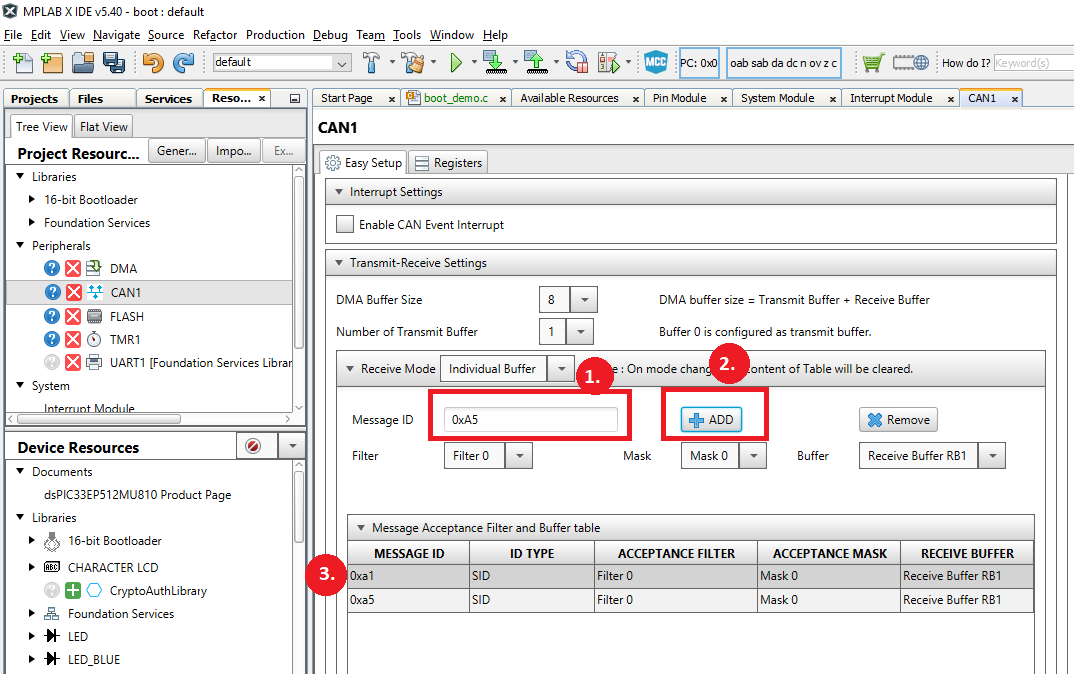 MPLAB X IDE v5.40 - boot : default
File Edit View Navigate Source Refactor Production Debug Team Tools Window Help
default
MCC
PC: 0x0
oab sab da dc n ov z c
How do I?
Keyword(s)
Projects
Files
Services
Reso... x
Start Page
boot_demo.c
Available Resources
Pin Module
System Module
Interrupt Module
CAN1
Tree View
Flat View
Project Resourc...
Gener...
Impo...
Ex...
Libraries
16-bit Bootloader
Foundation Services
Peripherals
DMA
CAN1
FLASH
TMR1
UART1 [Foundation Services Librar
System
Interrupt Module
Device Resources
Documents
dsPIC33EP512MU810 Product Page
Libraries
16-bit Bootloader
ABC
CHARACTER LCD
CryptoAuthLibrary
Foundation Services
LED
LED_BLUE
CAN1
Easy Setup
Registers
Interrupt Settings
Enable CAN Event Interrupt
Transmit-Receive Settings
DMA Buffer Size
8
DMA buffer size = Transmit Buffer + Receive Buffer
Number of Transmit Buffer
1
Buffer 0 is configured as transmit buffer.
Receive Mode
Individual Buffer
1.
e : On mode chang
2.
ontent of Table will be cleared.
Message ID
0xA5
ADD
Remove
Filter
Filter 0
Mask
Mask 0
Buffer
Receive Buffer RB1
Message Acceptance Filter and Buffer table
MESSAGE ID ID TYPE ACCEPTANCE FILTER ACCEPTANCE MASK RECEIVE BUFFER
3.
0xa1 SID Filter 0 Mask 0 Receive Buffer RB1
0xa5 SID Filter 0 Mask 0 Receive Buffer RB1